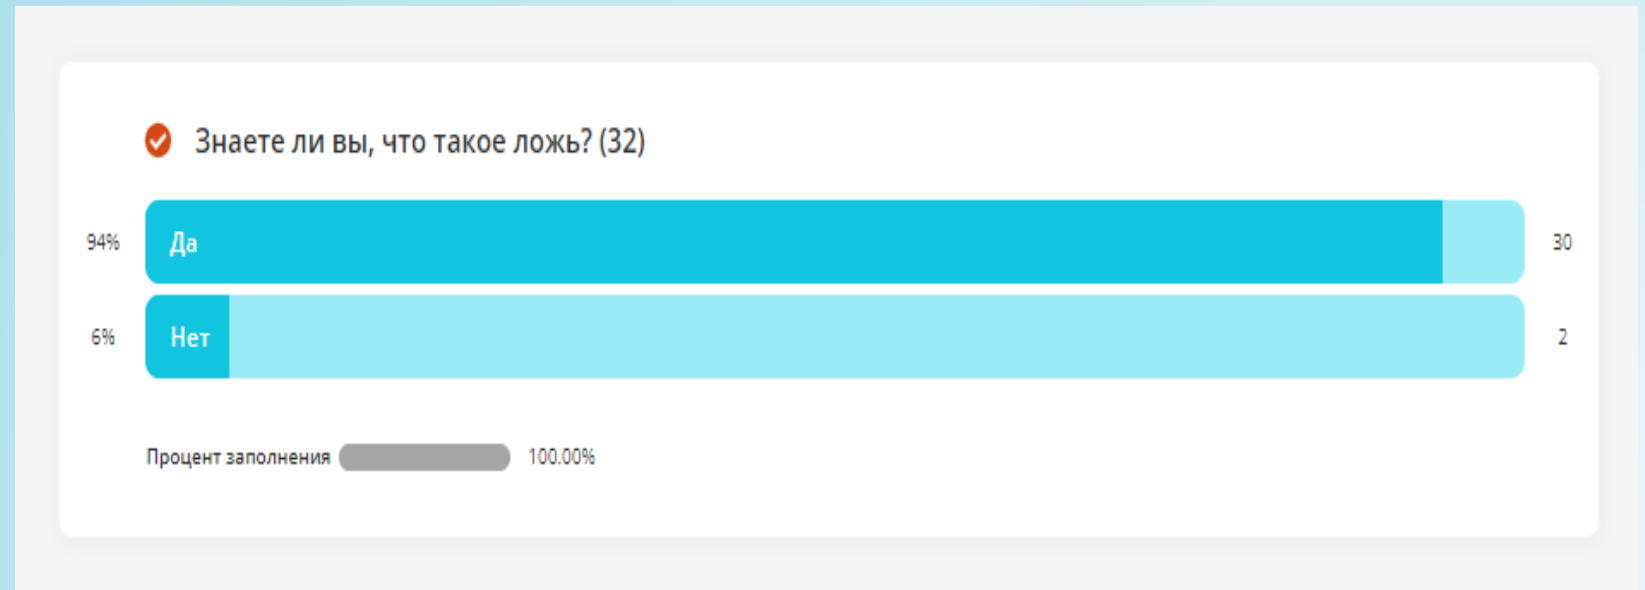 Знаете ли вы, что такое ложь? (32)
94% Да 30
6% Нет 2
Процент заполнения 100.00%